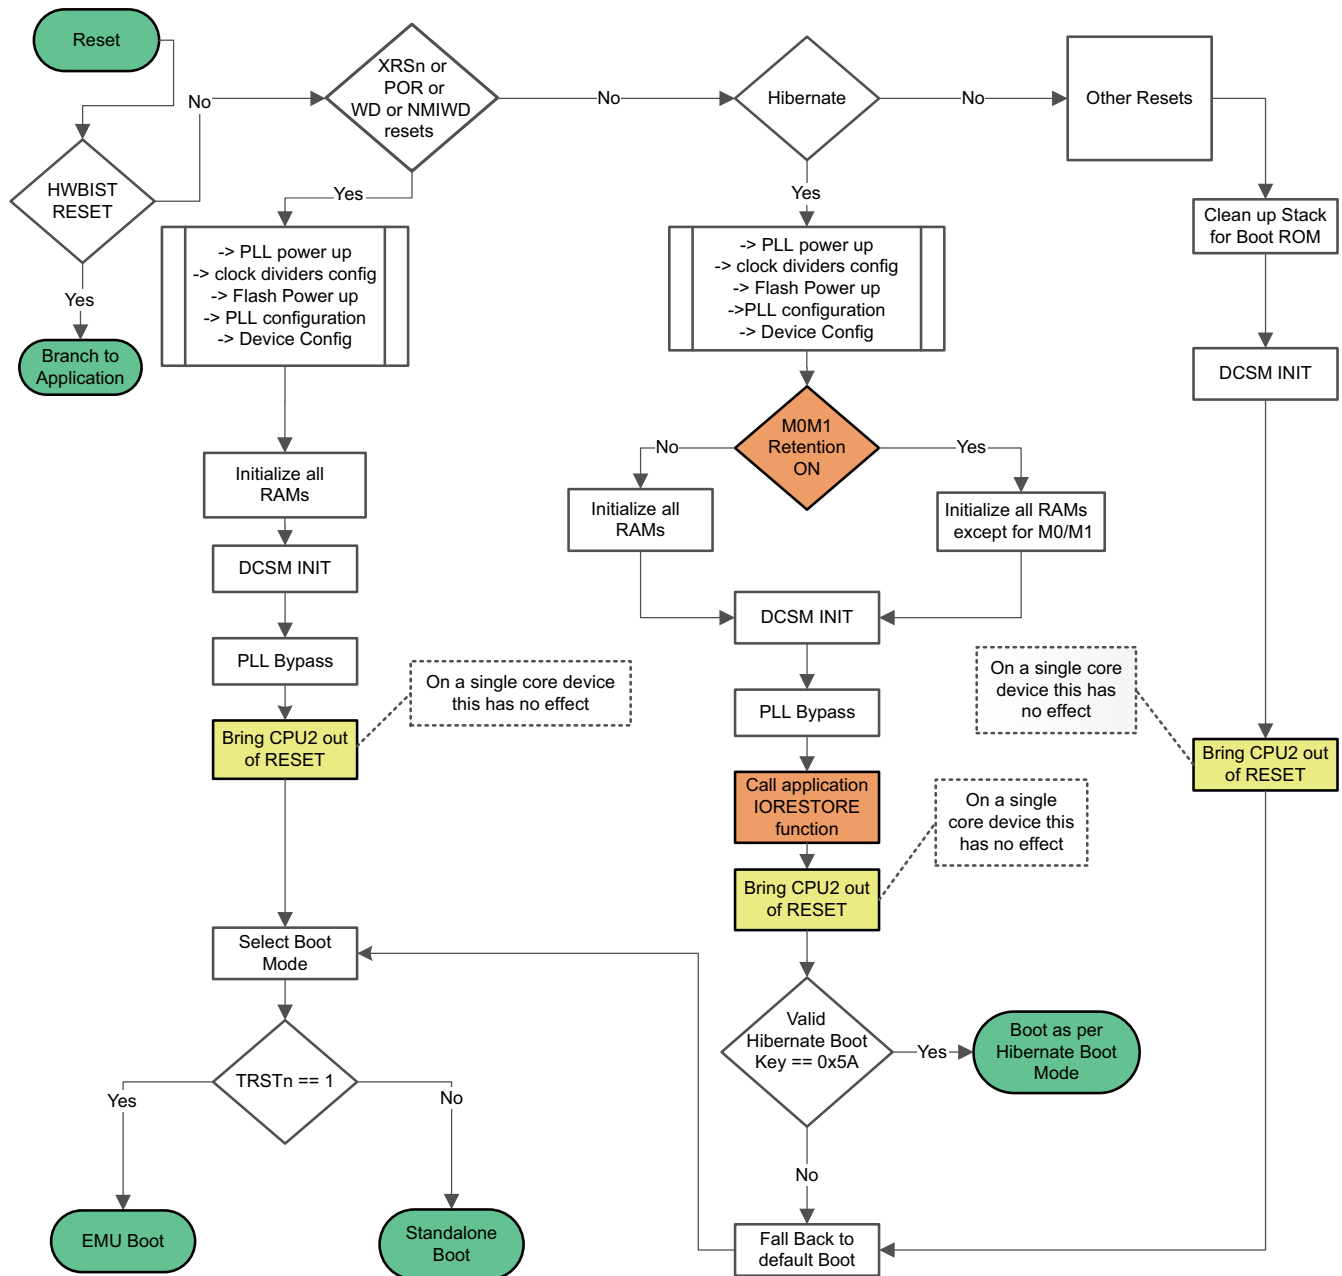 Reset
No
XRSn or
POR or
WD or NMIWD
resets
No
Hibernate
No
Other Resets
HWBIST
RESET
Yes
Yes
Yes
Branch to
Application
-> PLL power up
-> clock dividers config
-> Flash Power up
-> PLL configuration
-> Device Config
-> PLL power up
-> clock dividers config
-> Flash Power up
->PLL configuration
-> Device Config
Clean up Stack
for Boot ROM
DCSM INIT
M0M1
Retention
ON
No
Yes
Initialize all
RAMs
Initialize all
RAMs
Initialize all RAMs
except for M0/M1
DCSM INIT
DCSM INIT
PLL Bypass
PLL Bypass
On a single core device
this has no effect
On a single core
device this has
no effect
Bring CPU2 out
of RESET
Call application
IORESTORE
function
Bring CPU2 out
of RESET
On a single
core device this
has no effect
Bring CPU2 out
of RESET
Select Boot
Mode
Valid
Hibernate Boot
Key == 0x5A
Yes
Boot as per
Hibernate Boot
Mode
TRSTn == 1
Yes
No
No
EMU Boot
Standalone
Boot
Fall Back to
default Boot